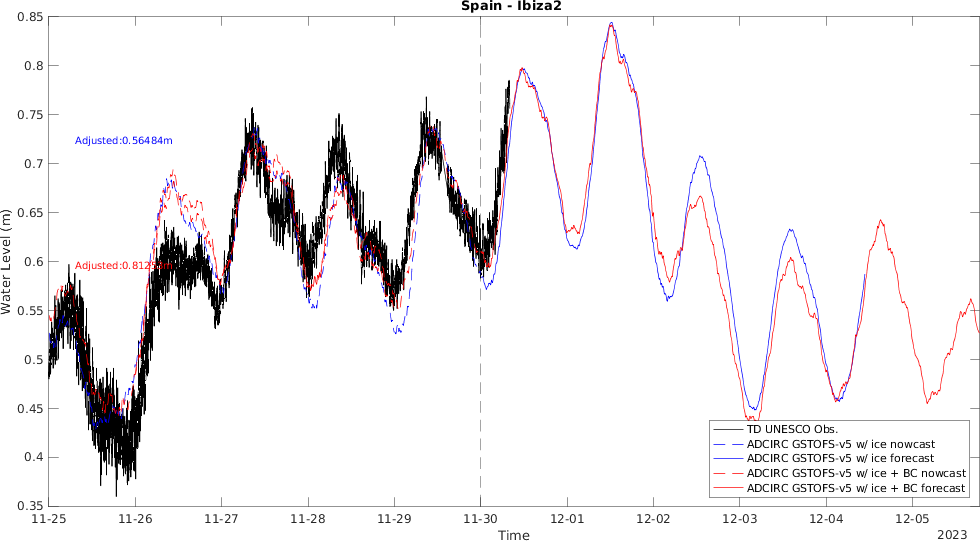 Spain - Ibiza2
0.85
0.8
0.75
0.7
0.65
0.6
0.55
0.5
0.45
0.4
0.35
Water Level (m)
Adjusted:0.56484m
TD UNESCO Obs.
ADCIRC GSTOFS-v5 w/ ice nowcast
ADCIRC GSTOFS-v5 w/ ice forecast
ADCIRC GSTOFS-v5 w/ ice + BC nowcast
ADCIRC GSTOFS-v5 w/ ice + BC forecast
11-25 11-26 11-27 11-28 11-29 11-30 12-01 12-02 12-03 12-04 12-05
Time
2023